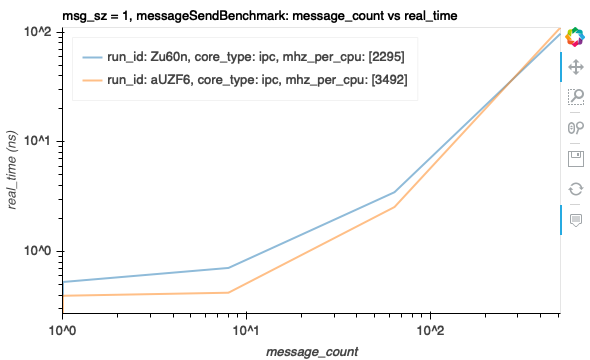 msg_sz = 1, messageSendBenchmark: message_count vs real_time
run_id: Zu60n, core_type: ipc, mhz_per_cpu: [2295]
run_id: aUZF6, core_type: ipc, mhz_per_cpu: [3492]
10^2
10^1
10^0
real_time (ns)
10^0
10^1
10^2
message_count